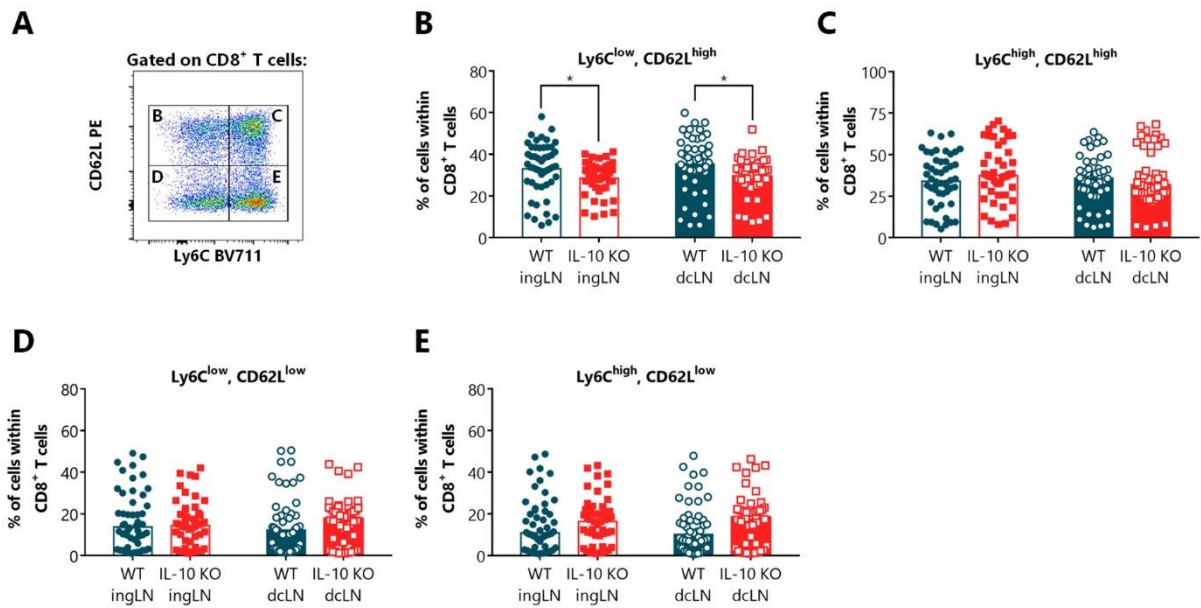 A
Gated on CD8⁺ T cells:
B
C
D
E
CD62L PE
Ly6C BV711
B
Ly6C^low, CD62L^high
% of cells within
CD8⁺ T cells
80
60
40
20
0
*
*
WT
ingLN
IL-10 KO
ingLN
WT
dcLN
IL-10 KO
dcLN
C
Ly6C^high, CD62L^high
% of cells within
CD8⁺ T cells
100
75
50
25
0
WT
ingLN
IL-10 KO
ingLN
WT
dcLN
IL-10 KO
dcLN
D
Ly6C^low, CD62L^low
% of cells within
CD8⁺ T cells
80
60
40
20
0
WT
ingLN
IL-10 KO
ingLN
WT
dcLN
IL-10 KO
dcLN
E
Ly6C^high, CD62L^low
% of cells within
CD8⁺ T cells
80
60
40
20
0
WT
ingLN
IL-10 KO
ingLN
WT
dcLN
IL-10 KO
dcLN